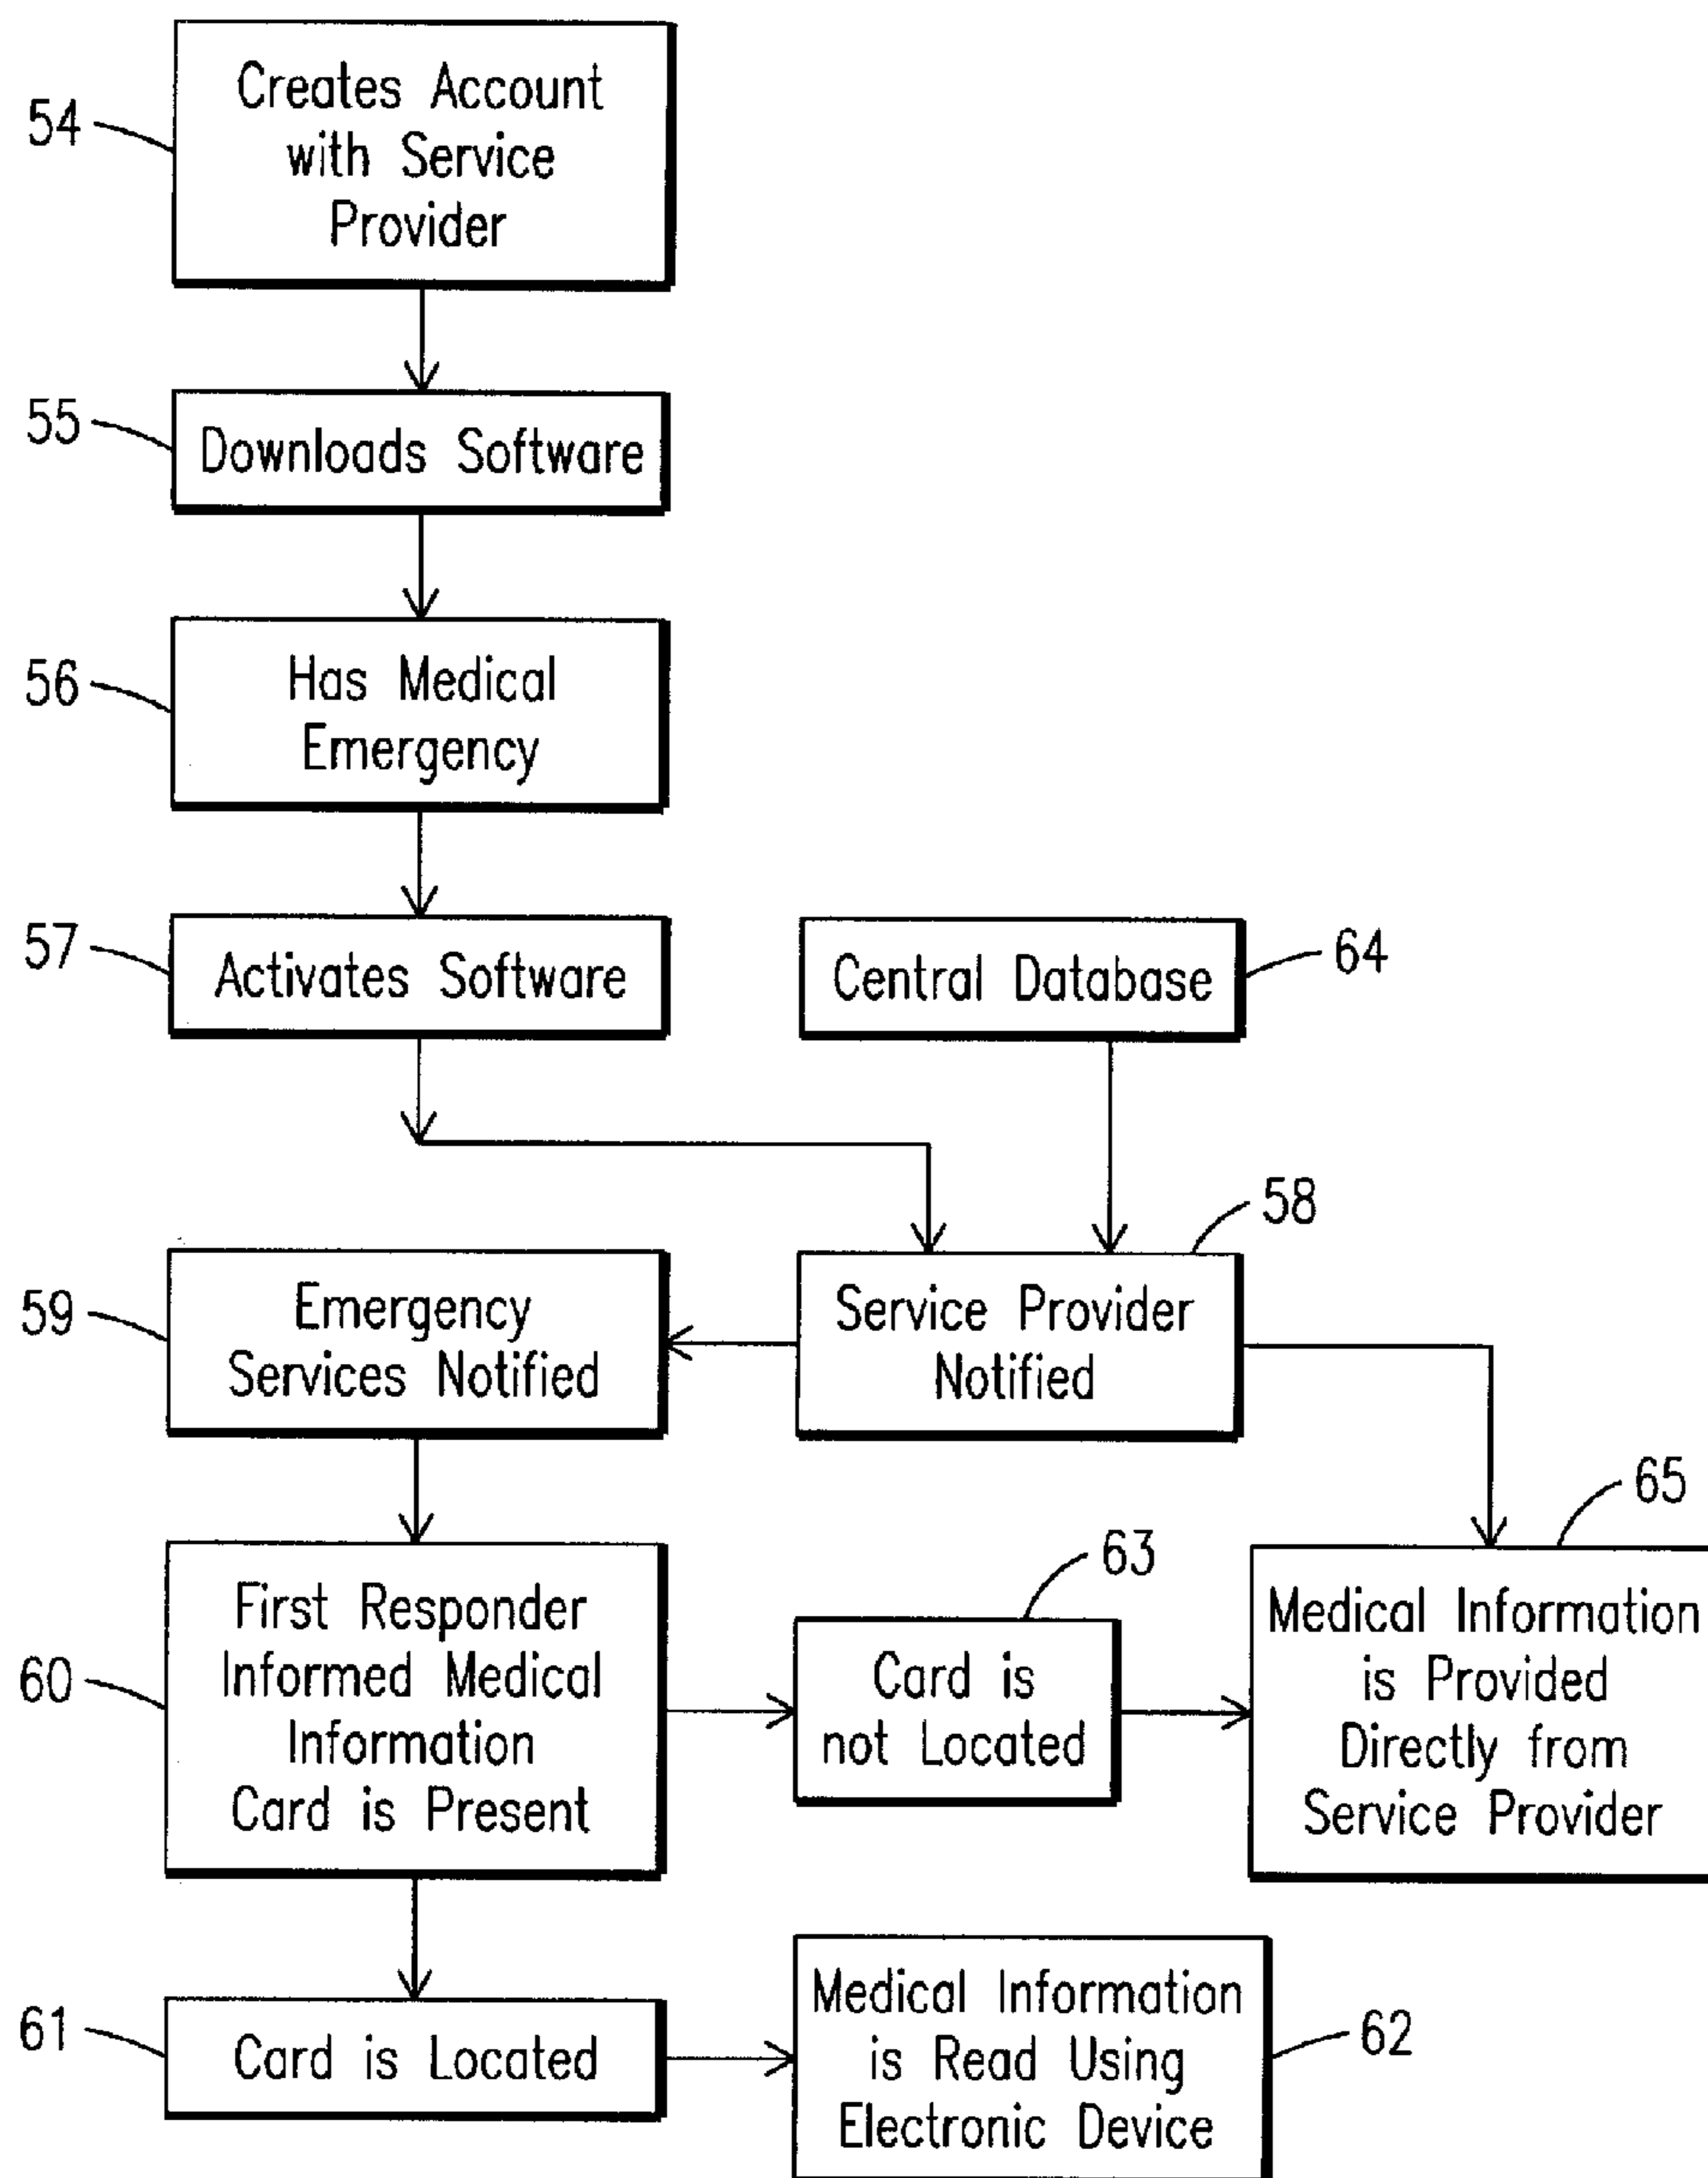 54
Creates Account
with Service
Provider
55
Downloads Software
56
Has Medical
Emergency
57
Activates Software
Central Database
64
58
59
Emergency
Services Notified
Service Provider
Notified
65
63
60
First Responder
Informed Medical
Information
Card is Present
Card is
not Located
Medical Information
is Provided
Directly from
Service Provider
61
Card is Located
Medical Information
is Read Using
Electronic Device
62